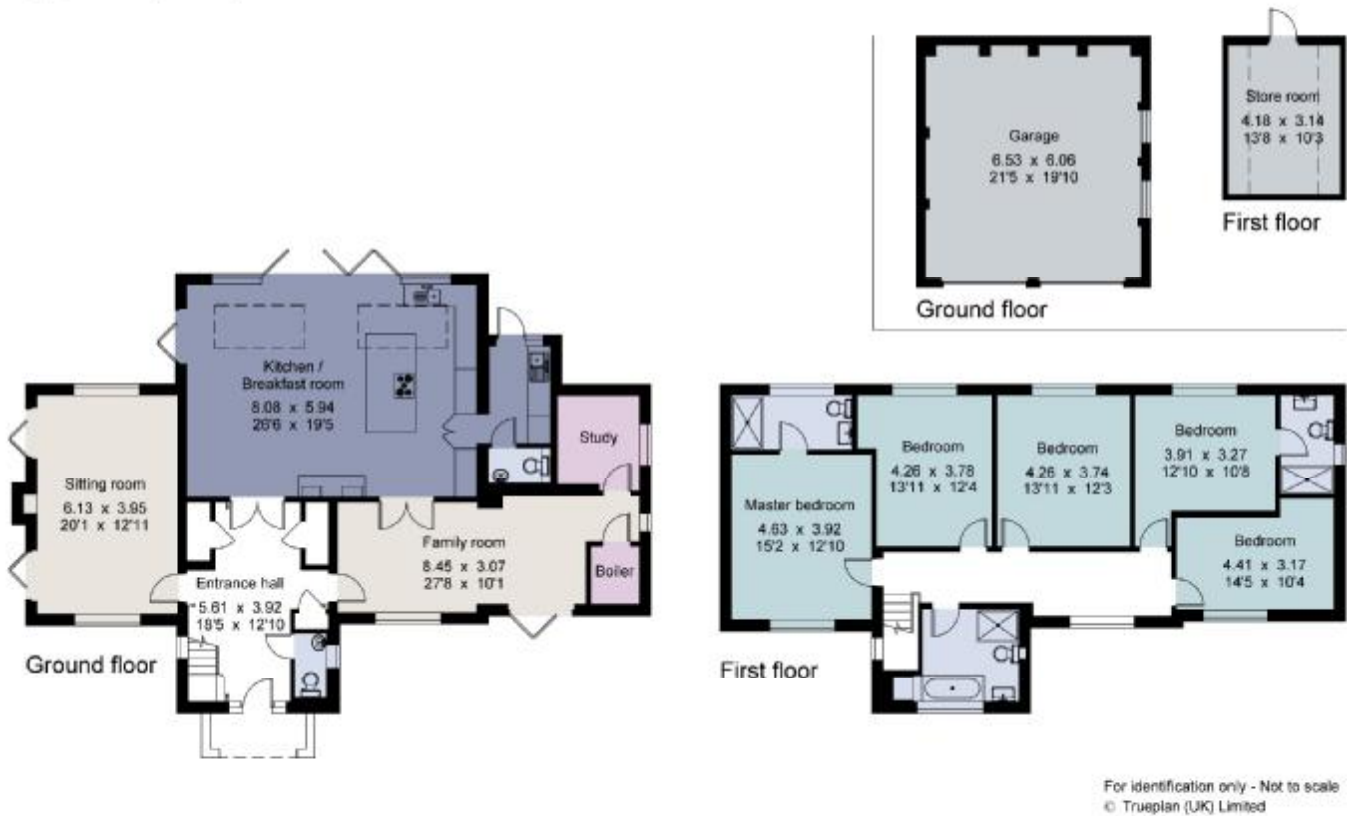 Garage
6.53 x 6.06
21'5 x 19'10
Ground floor
Store room
4.18 x 3.14
13'8 x 10'3
First floor
Kitchen /
Breakfast room
8.08 x 5.94
26'6 x 19'5
Study
Sitting room
6.13 x 3.95
20'1 x 12'11
Family room
8.45 x 3.07
27'8 x 10'1
Boiler
Entrance hall
5.61 x 3.92
18'5 x 12'10
Ground floor
Master bedroom
4.63 x 3.92
15'2 x 12'10
Bedroom
4.26 x 3.78
13'11 x 12'4
Bedroom
4.26 x 3.74
13'11 x 12'3
Bedroom
3.91 x 3.27
12'10 x 10'8
Bedroom
4.41 x 3.17
14'5 x 10'4
First floor
For identification only - Not to scale
© Trueplan (UK) Limited